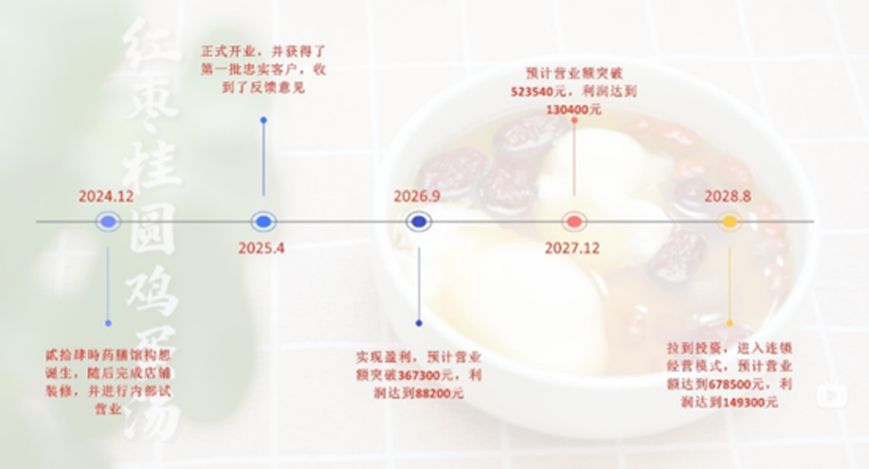 红枣、桂圆鸡蛋汤
正式开业，并获得了
第一批忠实客户，收
到了反馈意见
预计营业额突破
523540元，利润达到
130400元
2024.12
2026.9
2028.8
2025.4
2027.12
贰拾肆時药膳馆构想
诞生，随后完成店铺
装修，并进行内部试
营业
实现盈利，预计营业
额突破367300元，利
润达到88200元
拉到投资，进入连锁
经营模式，预计营业
额达到678500元，利
润达到149300元